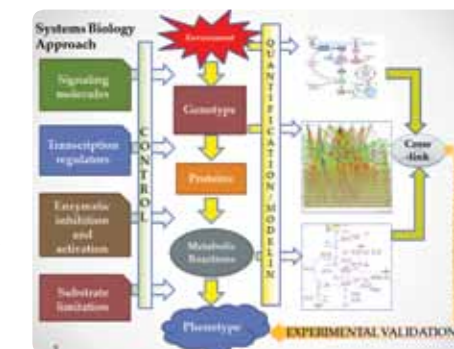 Systems Biology
Approach
Environment
Signaling
molecules
Genotype
Transcription
regulators
Proteins
Enzymatic
inhibition
and
activation
Metabolic
Reactions
Substrate
limitation
Phenotype
CONTROL
QUANTIFICATION/MODELIN
Cross
-link
EXPERIMENTAL VALIDATION